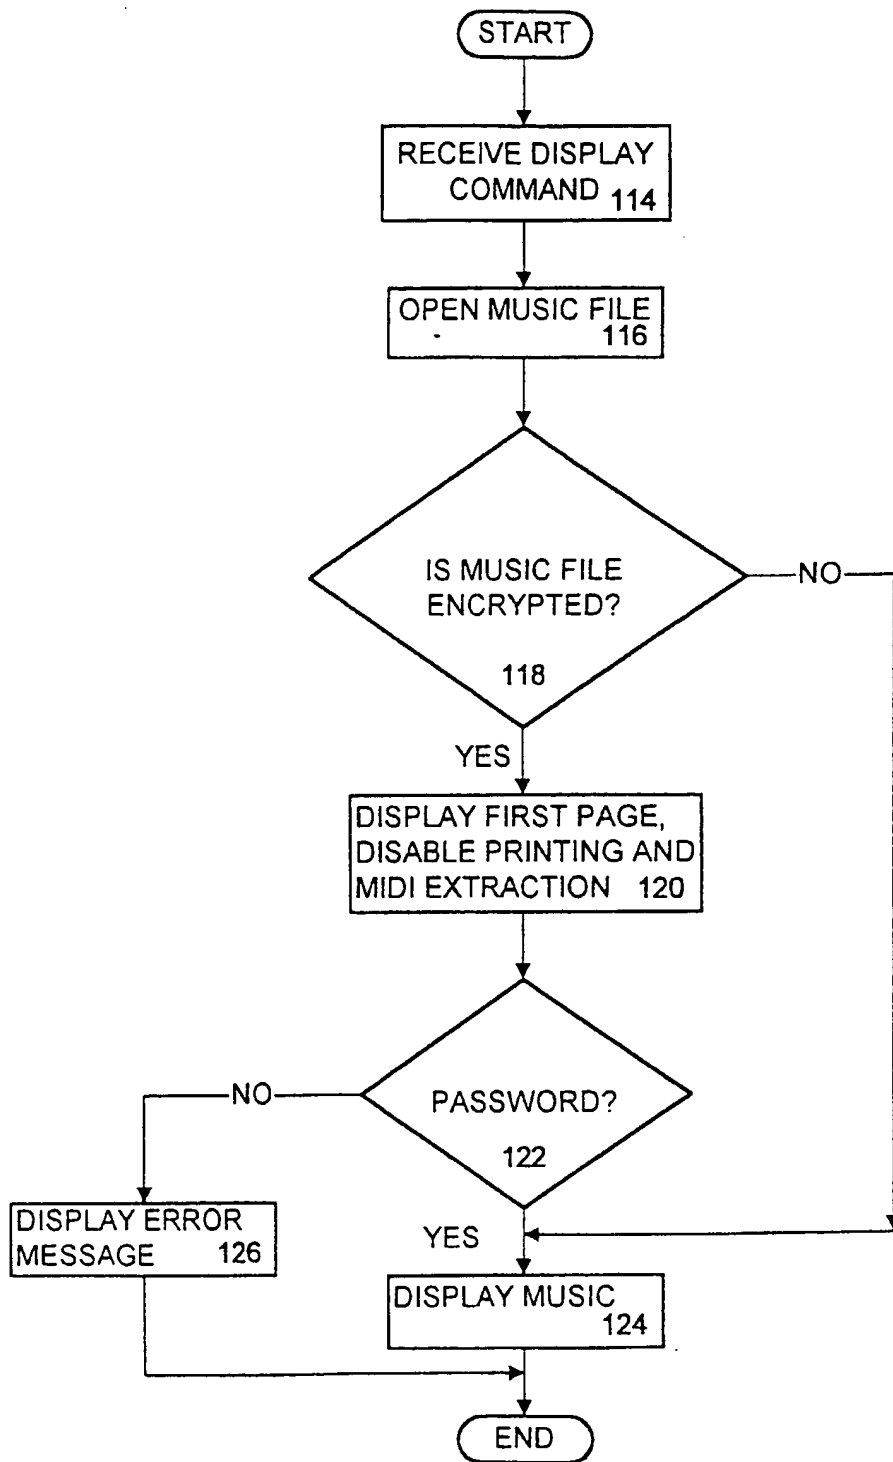 START
RECEIVE DISPLAY
COMMAND 114
OPEN MUSIC FILE
116
IS MUSIC FILE
ENCRYPTED?
NO
118
YES
DISPLAY FIRST PAGE,
DISABLE PRINTING AND
MIDI EXTRACTION 120
NO
PASSWORD?
122
DISPLAY ERROR
MESSAGE 126
YES
DISPLAY MUSIC
124
END